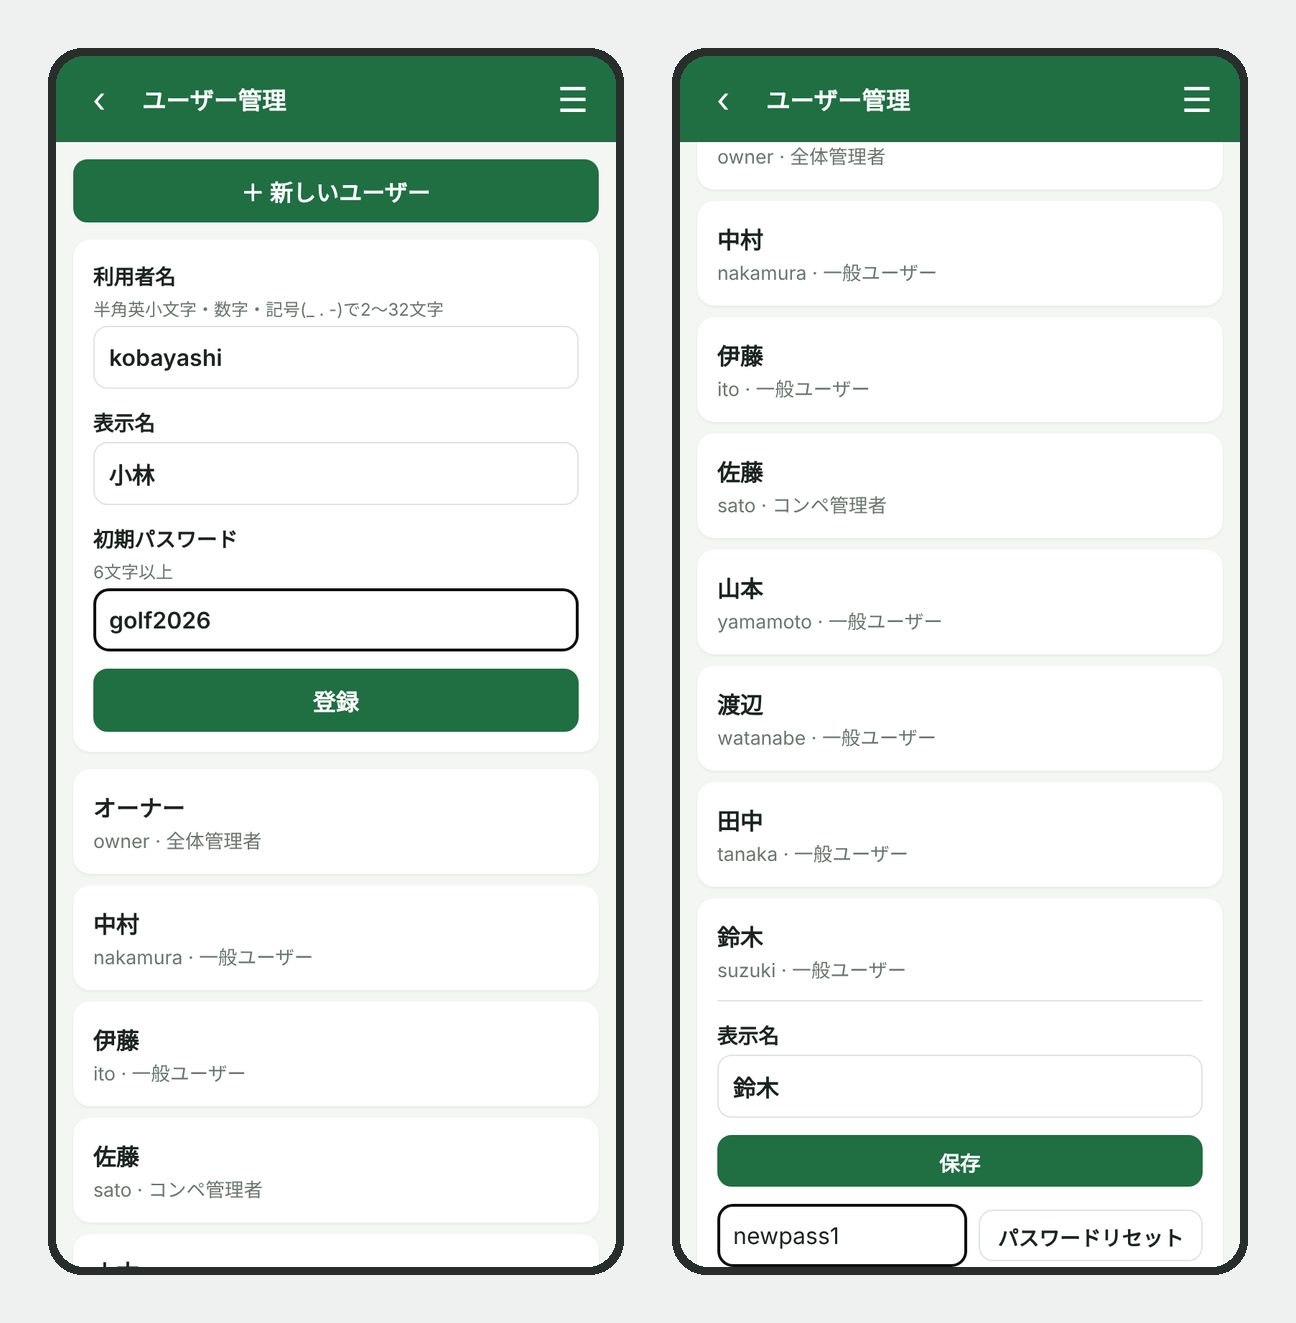 ‹ ユーザー管理 ☰
＋ 新しいユーザー
利用者名
半角英小文字・数字・記号(_ . -)で2〜32文字
kobayashi
表示名
小林
初期パスワード
6文字以上
golf2026
登録
オーナー
owner · 全体管理者
中村
nakamura · 一般ユーザー
伊藤
ito · 一般ユーザー
佐藤
sato · コンペ管理者
‹ ユーザー管理 ☰
owner · 全体管理者
中村
nakamura · 一般ユーザー
伊藤
ito · 一般ユーザー
佐藤
sato · コンペ管理者
山本
yamamoto · 一般ユーザー
渡辺
watanabe · 一般ユーザー
田中
tanaka · 一般ユーザー
鈴木
suzuki · 一般ユーザー
表示名
鈴木
保存
newpass1 パスワードリセット